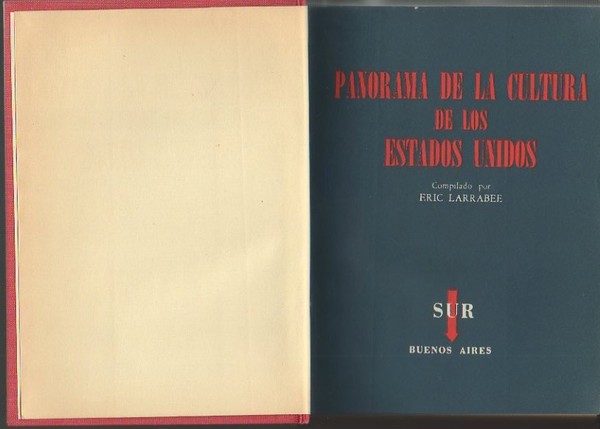 PANORAMA DE LA CULTURA
DE LOS
ESTADOS UNIDOS
Compilado por
ERIC LARRABEE
SUR
BUENOS AIRES